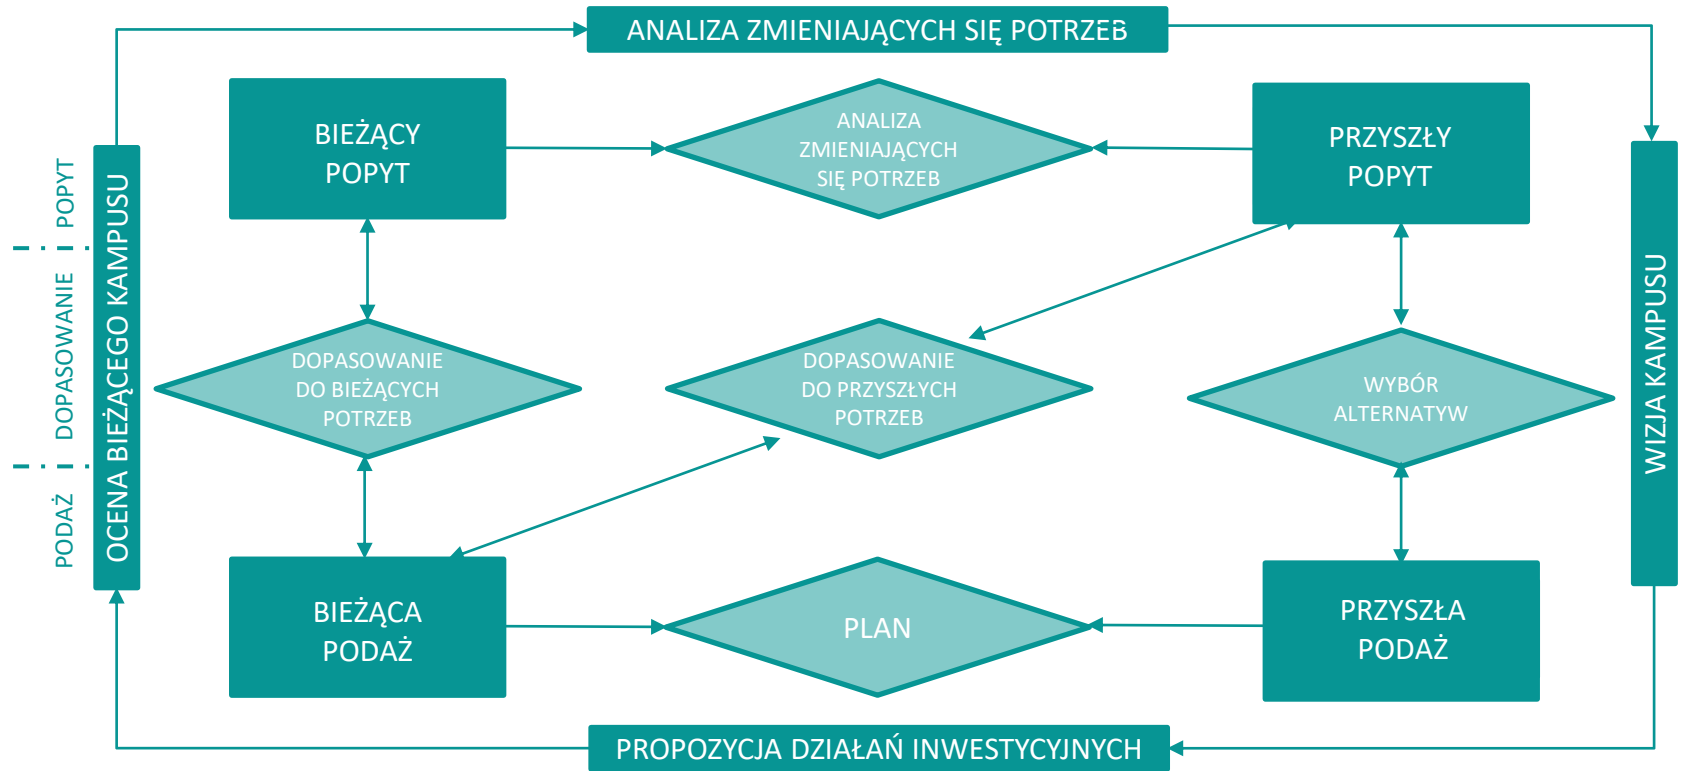 ANALIZA ZMIENIAJĄCYCH SIĘ POTRZEB
BIEŻĄCY
POPYT
ANALIZA
ZMIENIAJĄCYCH
SIĘ POTRZEB
PRZYSZŁY
POPYT
POPYT
DOPASOWANIE
PODAŻ
OCENA BIEŻĄCEGO KAMPUSU
DOPASOWANIE
DO BIEŻĄCYCH
POTRZEB
DOPASOWANIE
DO PRZYSZŁYCH
POTRZEB
WYBÓR
ALTERNATYW
WIZJA KAMPUSU
BIEŻĄCA
PODAŻ
PLAN
PRZYSZŁA
PODAŻ
PROPOZYCJA DZIAŁAŃ INWESTYCYJNYCH